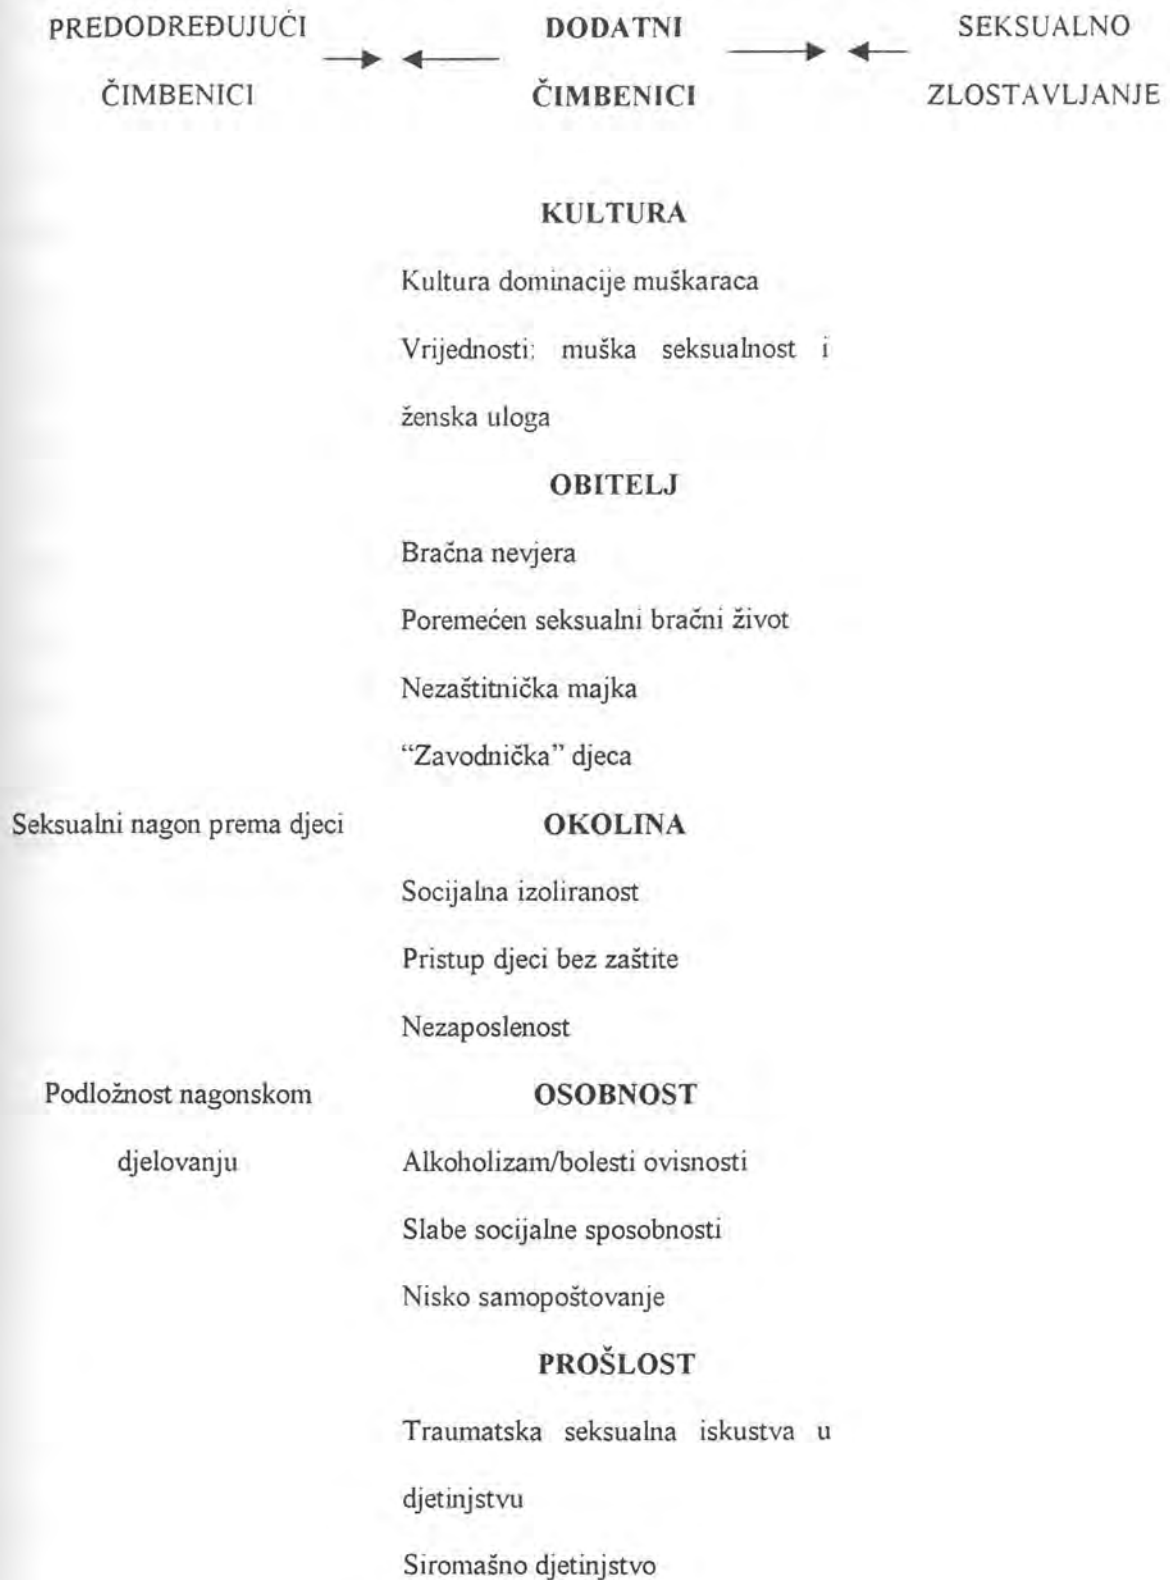 PREDODREĐUJUĆI DODATNI SEKSUALNO
ČIMBENICI ČIMBENICI ZLOSTAVLJANJE
KULTURA
Kultura dominacije muškaraca
Vrijednosti: muška seksualnost i
ženska uloga
OBITELJ
Bračna nevjera
Poremećen seksualni bračni život
Nezaštitnička majka
“Zavodnička” djeca
Seksualni nagon prema djeci OKOLINA
Socijalna izoliranost
Pristup djeci bez zaštite
Nezaposlenost
Podložnost nagonskom OSOBNOST
djelovanju Alkoholizam/bolesti ovisnosti
Slabe socijalne sposobnosti
Nisko samopoštovanje
PROŠLOST
Traumatska seksualna iskustva u
djetinjstvu
Siromašno djetinjstvo